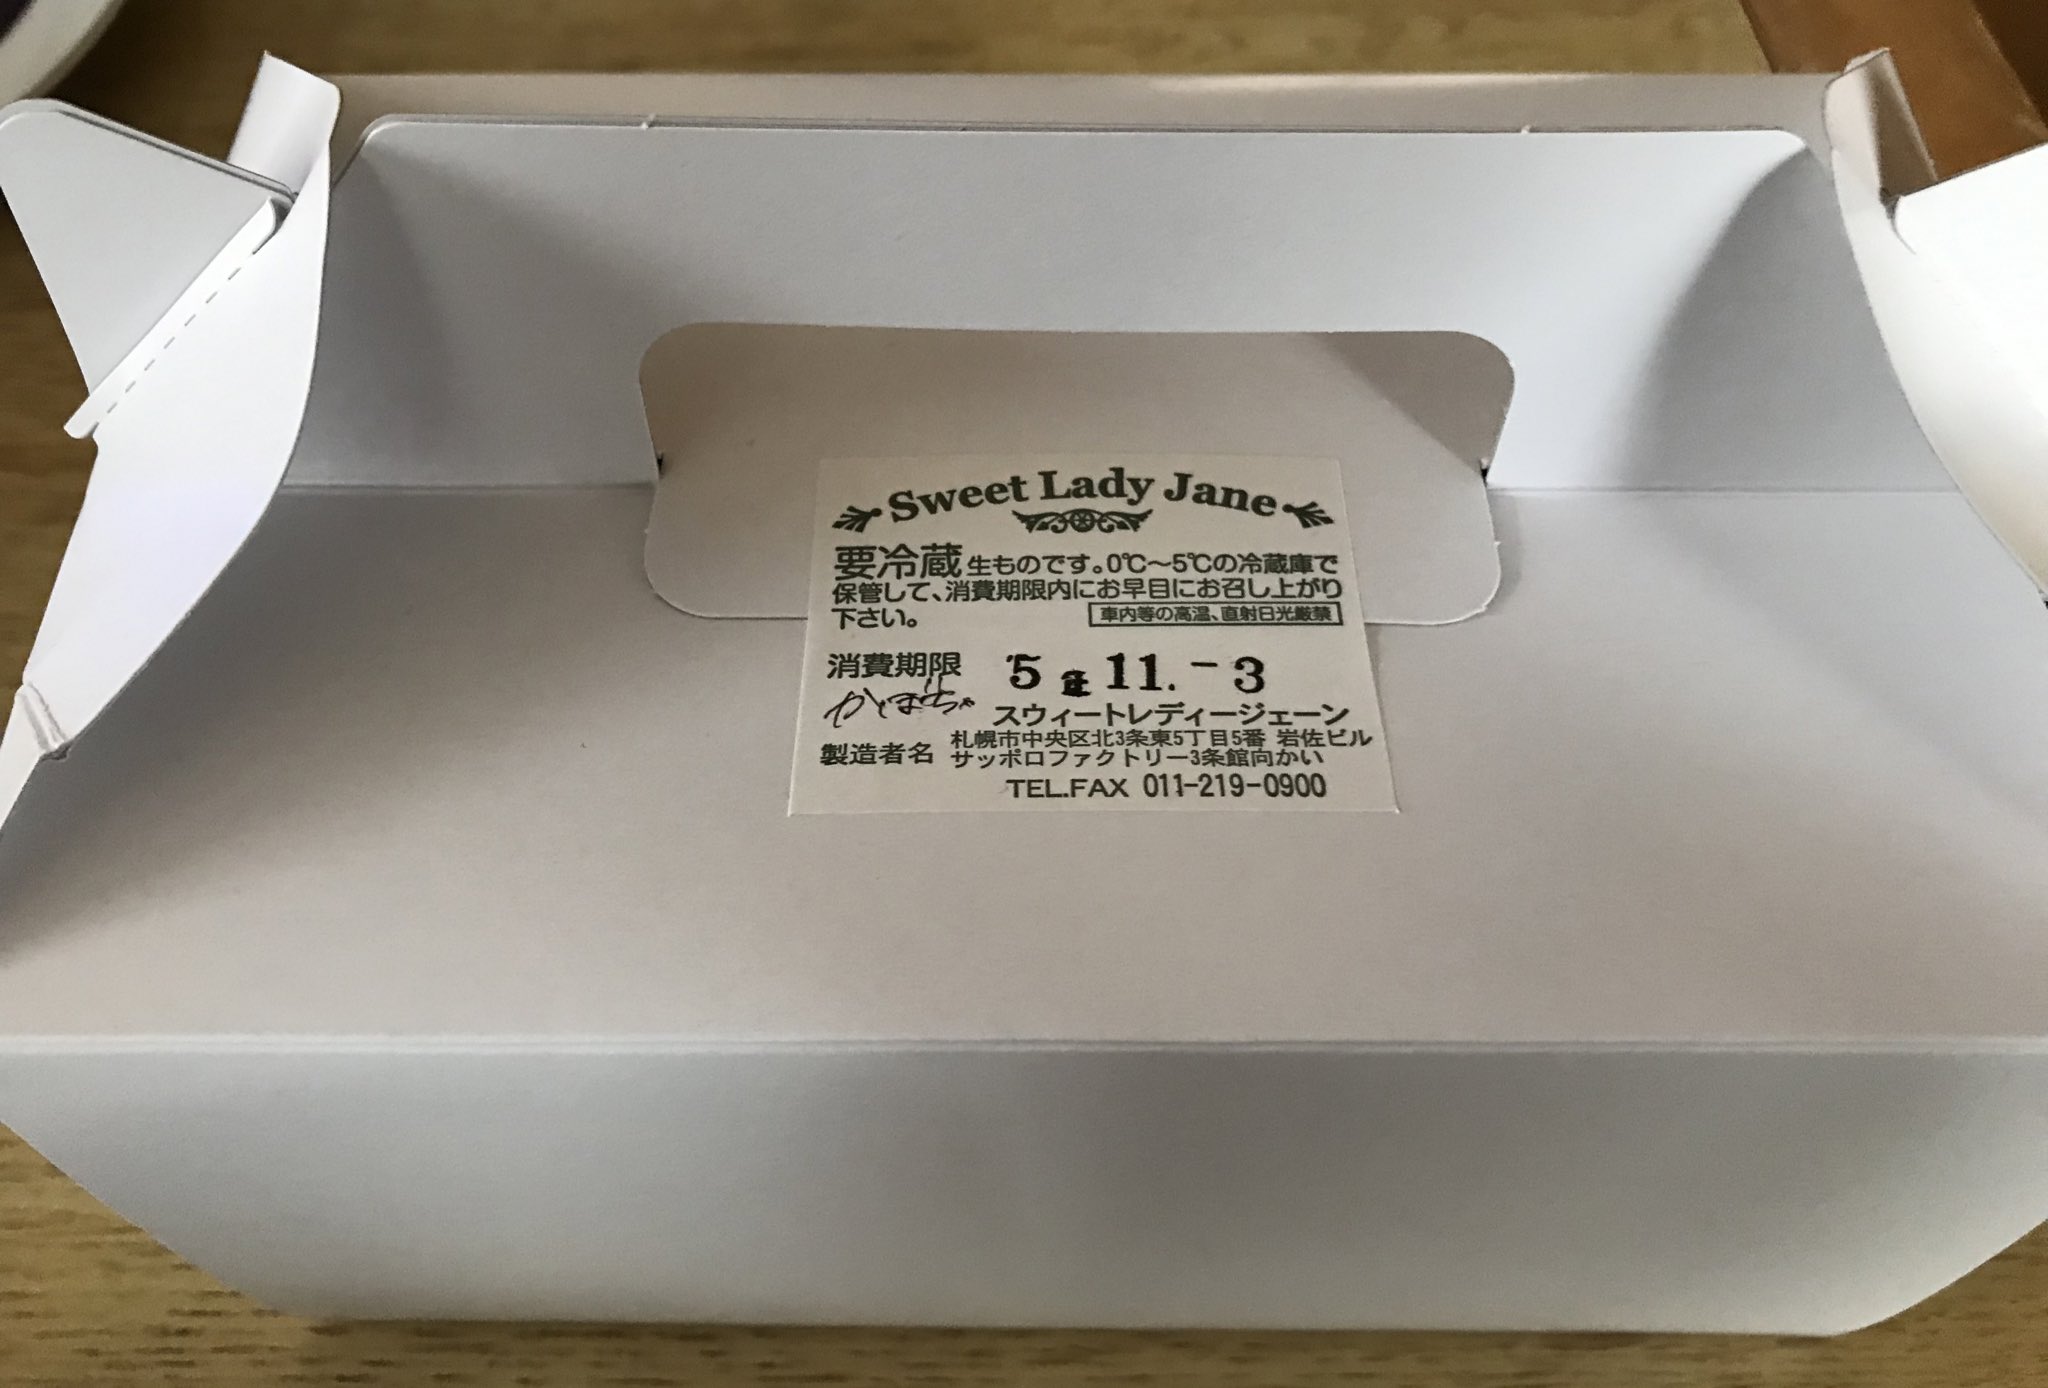 Sweet Lady Jane
要冷蔵 生ものです。0℃〜5℃の冷蔵庫で
保管して、消費期限内にお早目にお召し上がり
下さい。 車内等の高温、直射日光厳禁
消費期限 5 11.-3
かぼちゃ スウィートレディージェーン
製造者名 札幌市中央区北3条東5丁目5番 岩佐ビル
サッポロファクトリー3条館向かい
TEL.FAX 011-219-0900